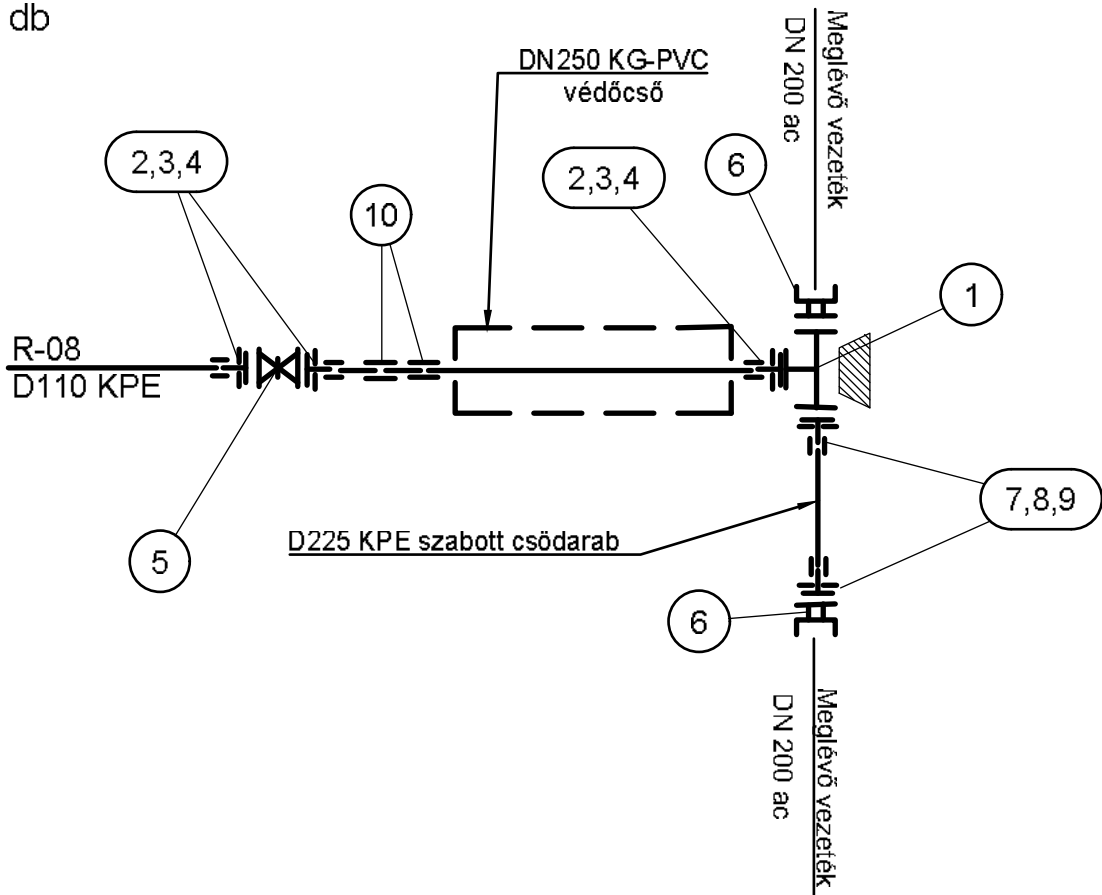 db
DN250 KG-PVC
védőcső
Meglévő vezeték
DN 200 ac
2,3,4
2,3,4
6
10
1
R-08
D110 KPE
7,8,9
D225 KPE szabott csödarab
5
6
Meglévő vezeték
DN 200 ac